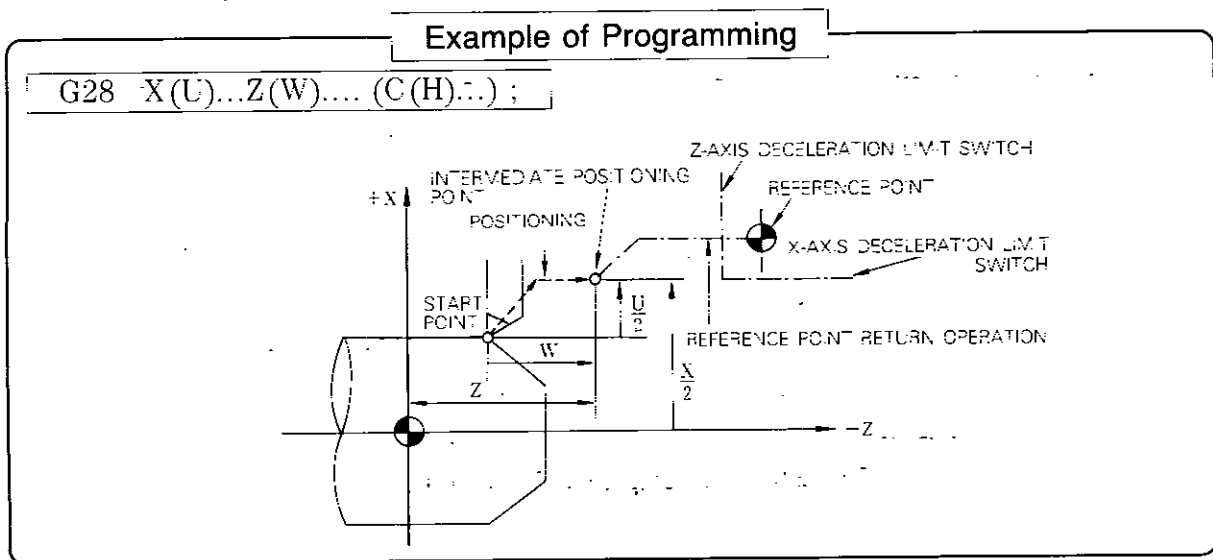 Example of Programming
G28 X(U)...Z(W).... (C(H)...) ;
Z-AXIS DECELERATION LIMIT SWITCH
INTERMEDIATE POSITIONING
POINT
REFERENCE POINT
+X
POSITIONING
X-AXIS DECELERATION LIMIT
SWITCH
START
POINT
U
2
REFERENCE POINT RETURN OPERATION
W
X
2
Z